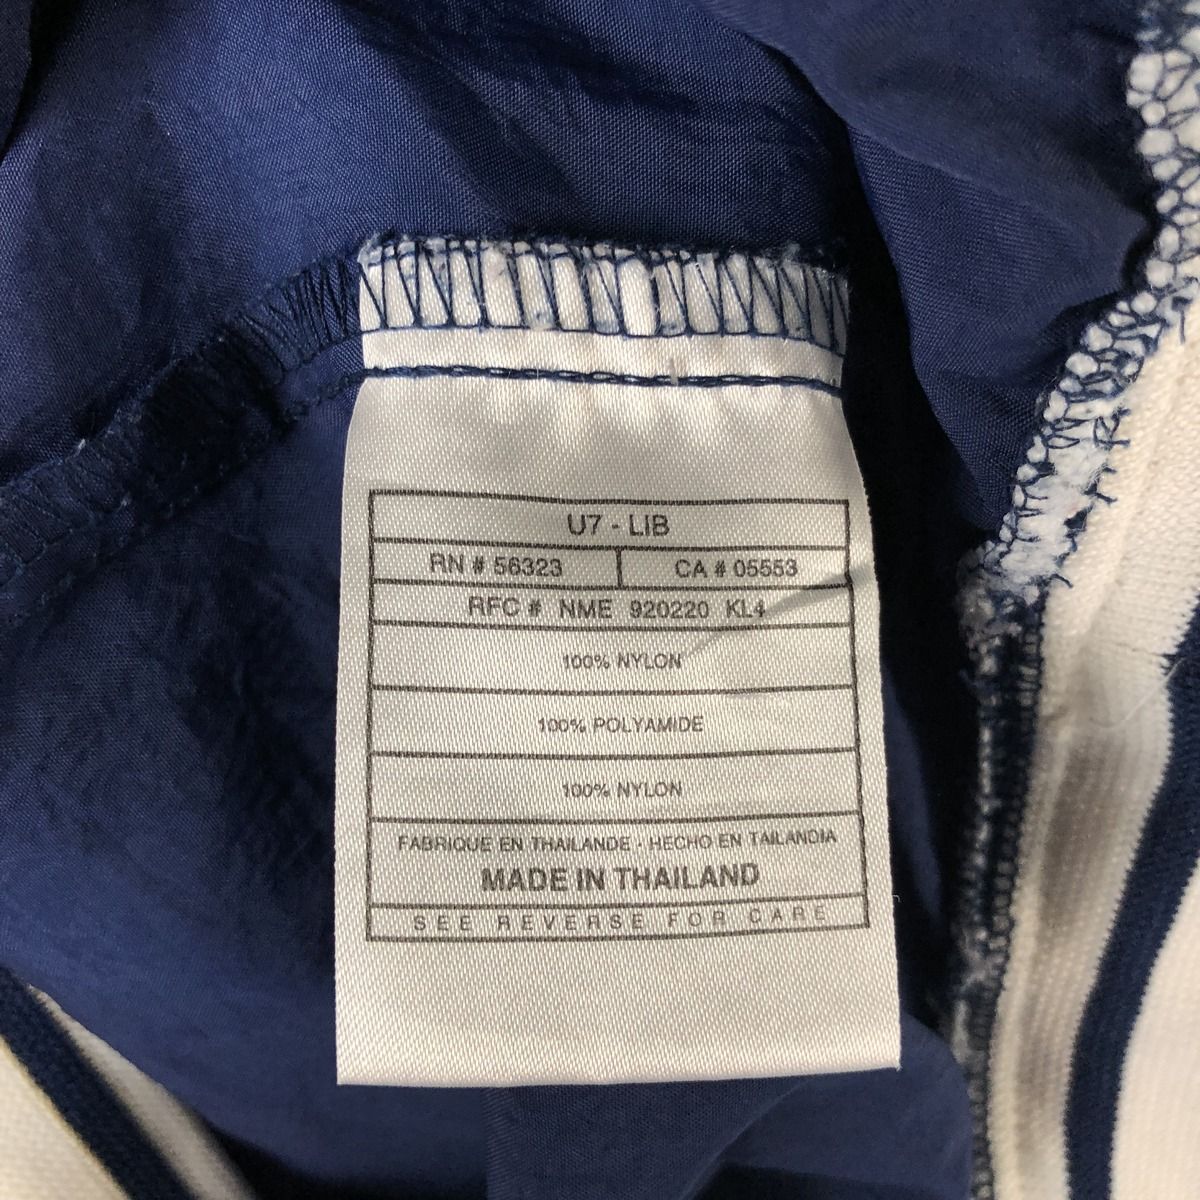 U7 - LIB
RN # 56323 CA # 05553
RFC # NME 920220 KL4
100% NYLON
100% POLYAMIDE
100% NYLON
FABRIQUE EN THAILANDE - HECHO EN TAILANDIA
MADE IN THAILAND
SEE REVERSE FOR CARE